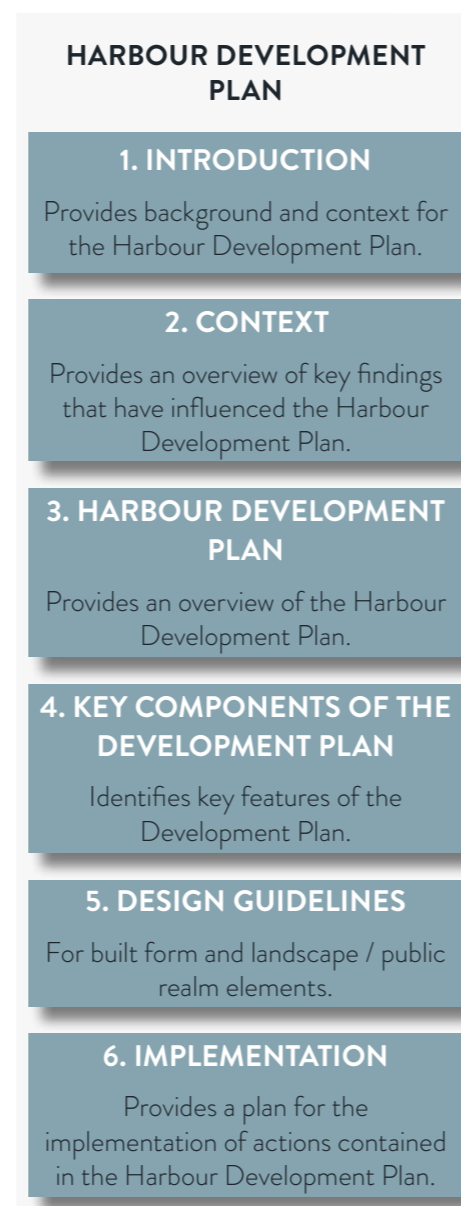 HARBOUR DEVELOPMENT
PLAN
1. INTRODUCTION
Provides background and context for
the Harbour Development Plan.
2. CONTEXT
Provides an overview of key findings
that have influenced the Harbour
Development Plan.
3. HARBOUR DEVELOPMENT
PLAN
Provides an overview of the Harbour
Development Plan.
4. KEY COMPONENTS OF THE
DEVELOPMENT PLAN
Identifies key features of the
Development Plan.
5. DESIGN GUIDELINES
For built form and landscape / public
realm elements.
6. IMPLEMENTATION
Provides a plan for the
implementation of actions contained
in the Harbour Development Plan.